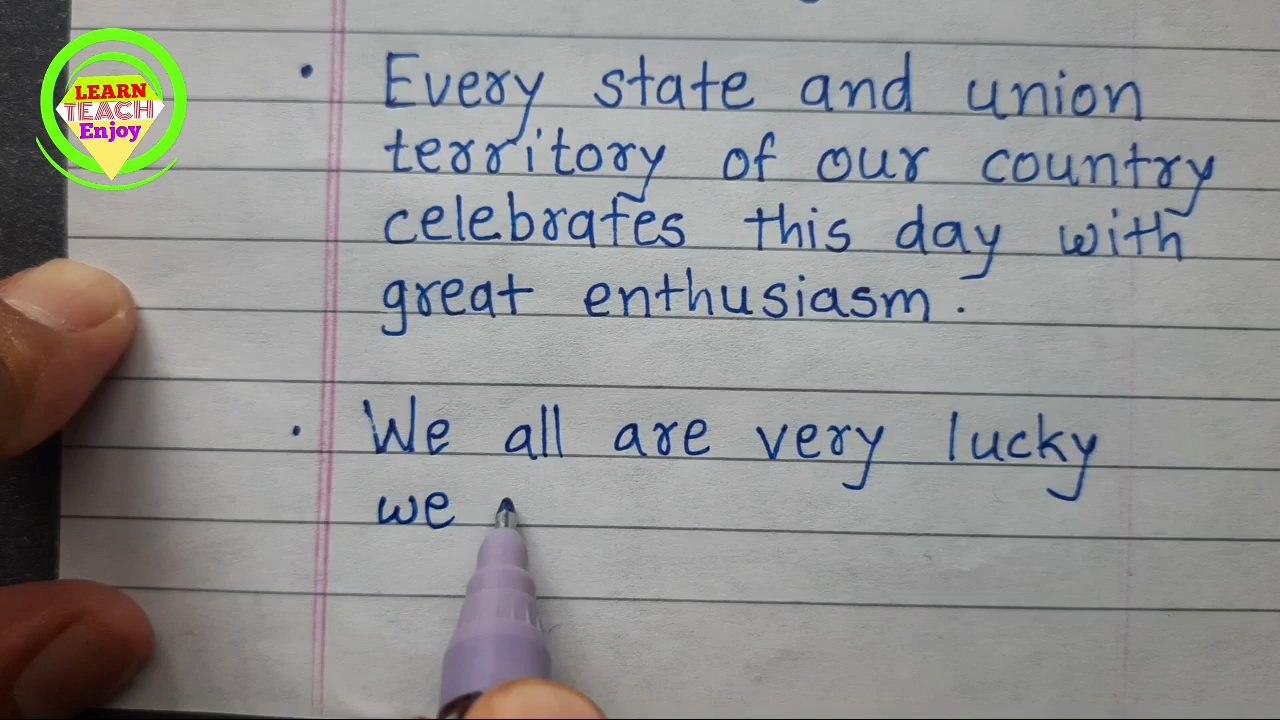 LEARN
TEACH
Enjoy
• Every state and union
territory of our country
celebrates this day with
great enthusiasm.
• We all are very lucky
we